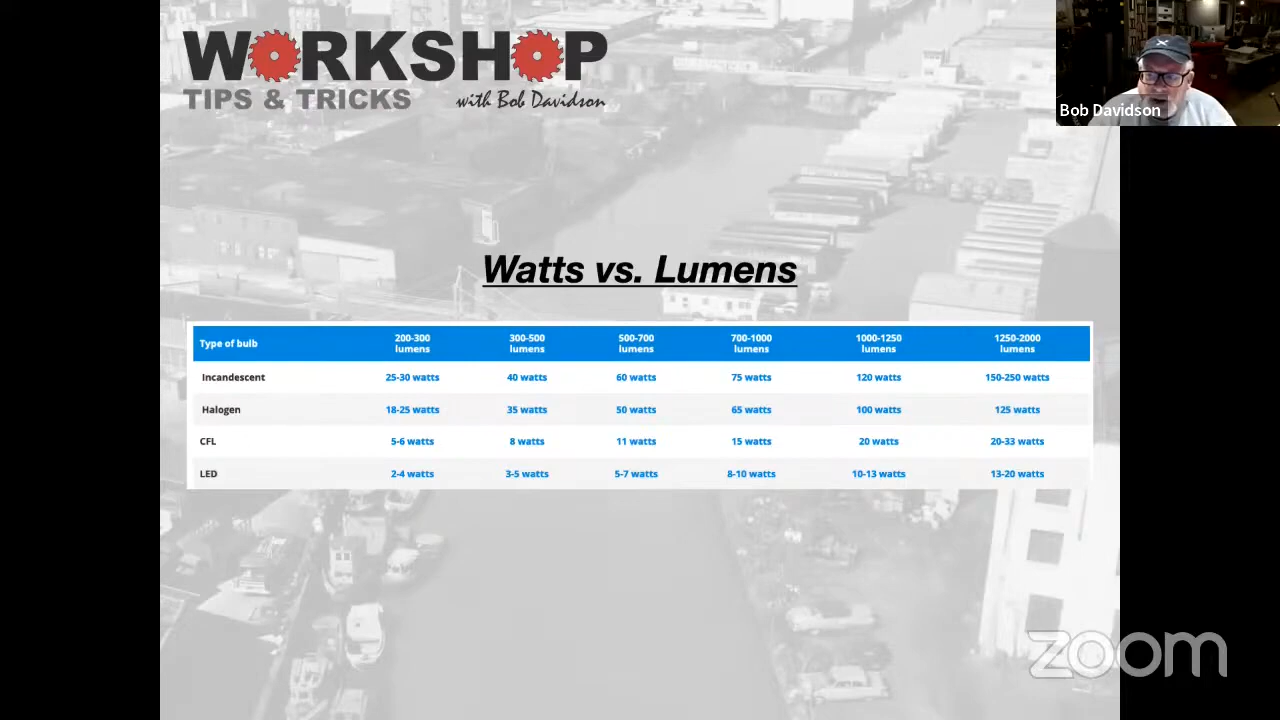 WORKSHOP
TIPS & TRICKS with Bob Davidson
Bob Davidson
Watts vs. Lumens
Type of bulb 200-300 lumens 300-500 lumens 500-700 lumens 700-1000 lumens 1000-1250 lumens 1250-2000 lumens
Incandescent 25-30 watts 40 watts 60 watts 75 watts 120 watts 150-250 watts
Halogen 18-25 watts 35 watts 50 watts 65 watts 100 watts 125 watts
CFL 5-6 watts 8 watts 11 watts 15 watts 20 watts 20-33 watts
LED 2-4 watts 3-5 watts 5-7 watts 8-10 watts 10-13 watts 13-20 watts
zoom